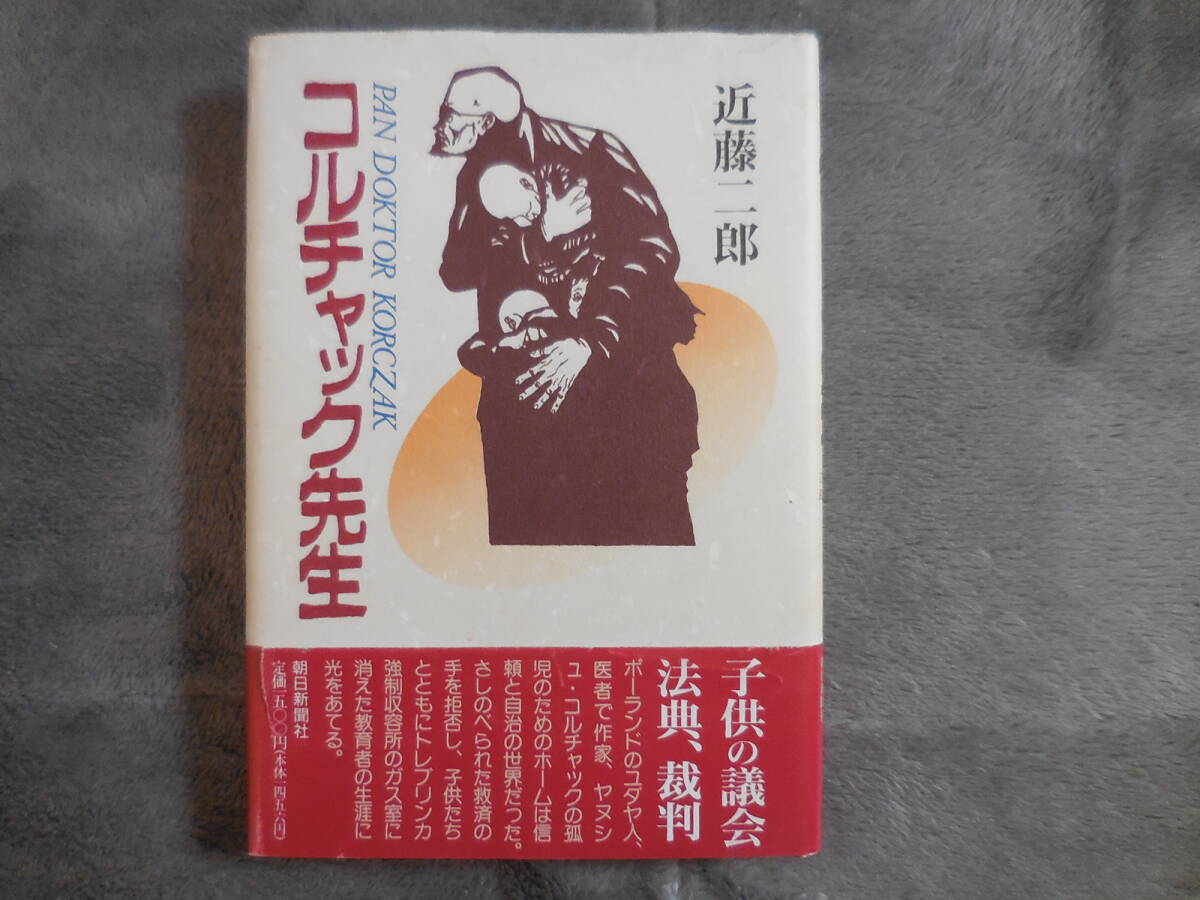 近藤二郎
PAN DOKTOR KORCZAK
コルチャック先生
子供の議会
法典、裁判
ポーランドのユダヤ人、
医者で作家、ヤヌシ
ュ・コルチャックの孤
児のためのホームは信
頼と自治の世界だった。
さしのべられた救済の
手を拒否し、子供たち
とともにトレブリンカ
強制収容所のガス室に
消えた教育者の生涯に
光をあてる。
朝日新聞社
定価一五〇〇円(本体一四五六円)